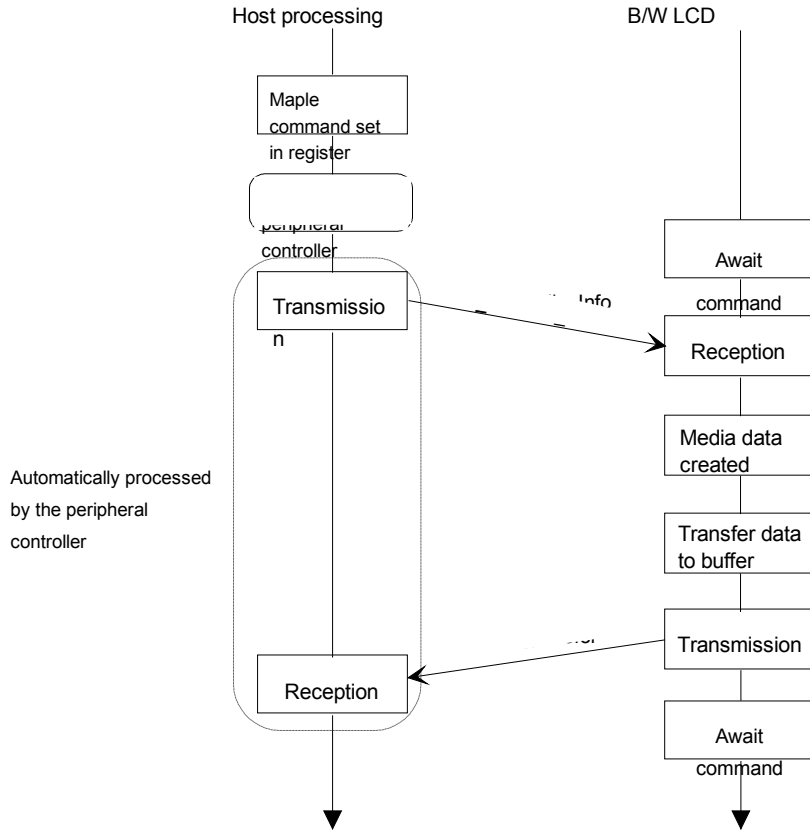 Host processing
B/W LCD
Maple
command set
in register
peripheral
controller
Await
command
Transmissio
n
Info
Reception
Media data
created
Automatically processed
by the peripheral
controller
Transfer data
to buffer
Transmission
Reception
Await
command